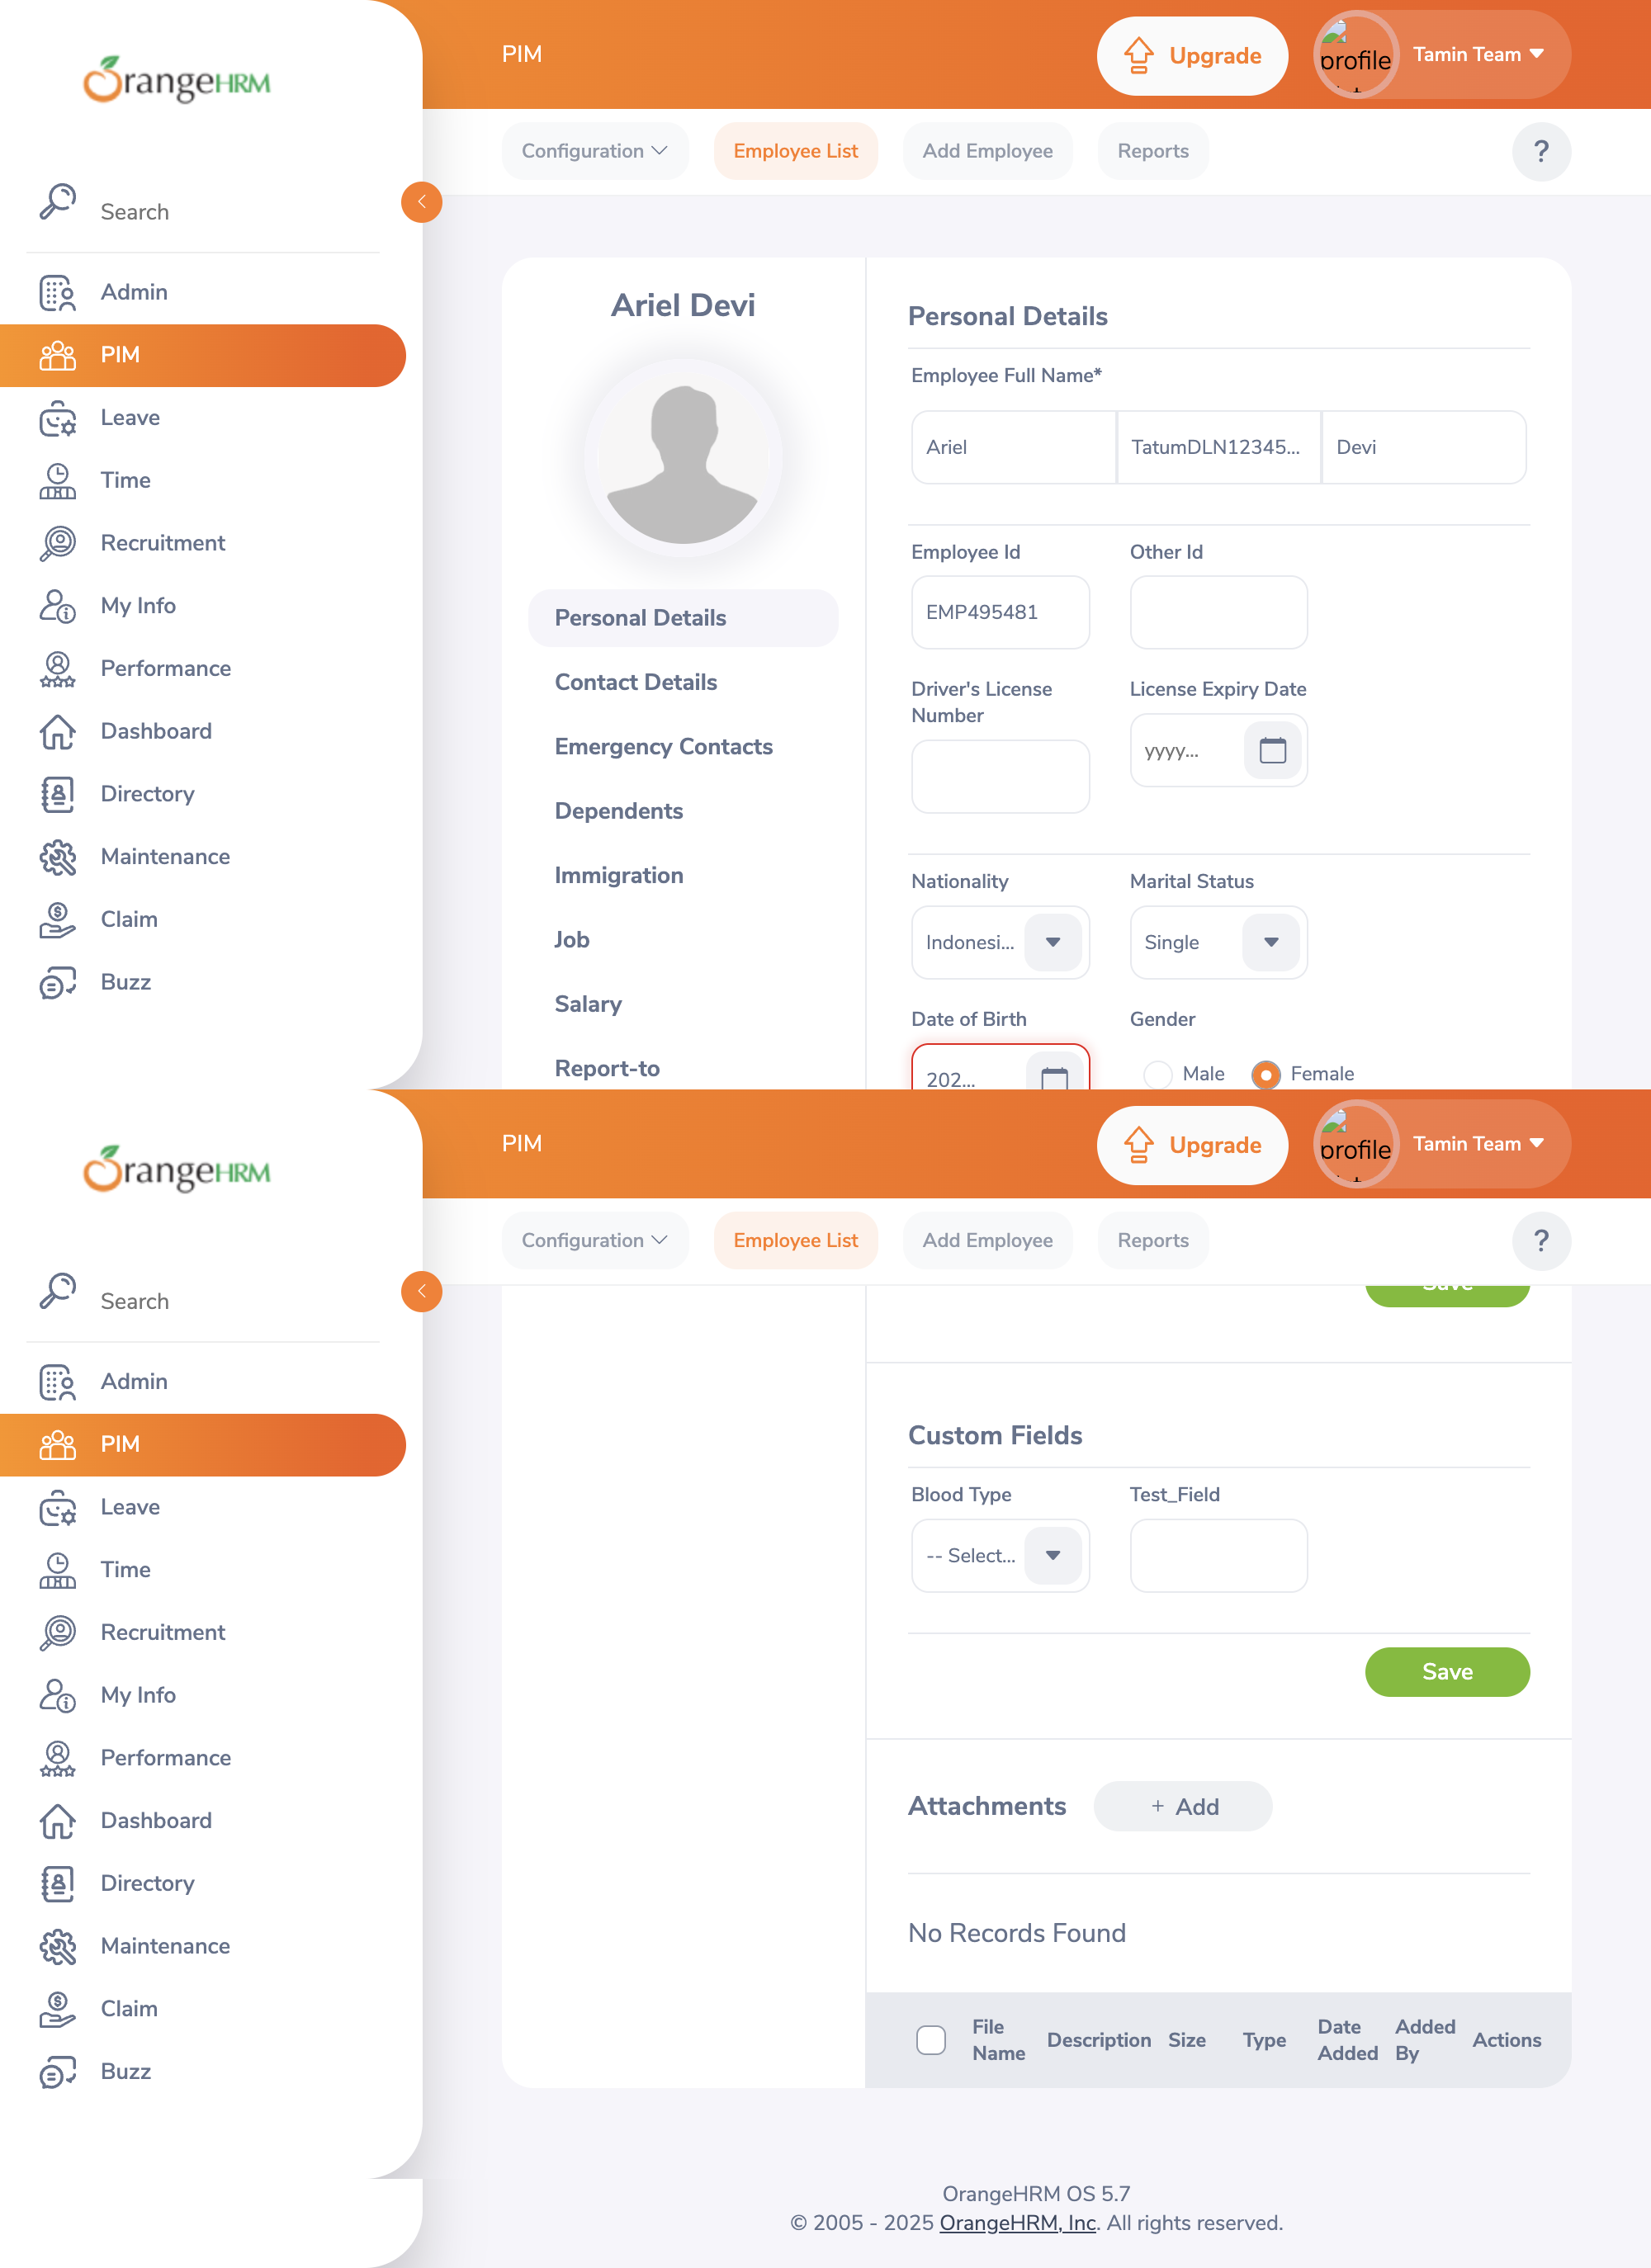 OrangeHRM
PIM
Upgrade
profile
Tamin Team
Configuration
Employee List
Add Employee
Reports
?
Search
Admin
PIM
Leave
Time
Recruitment
My Info
Performance
Dashboard
Directory
Maintenance
Claim
Buzz
Ariel Devi
Personal Details
Contact Details
Emergency Contacts
Dependents
Immigration
Job
Salary
Report-to
Personal Details
Employee Full Name*
Ariel
TatumDLN12345...
Devi
Employee Id
Other Id
EMP495481
Driver's License
Number
License Expiry Date
yyyy...
Nationality
Marital Status
Indonesi...
Single
Date of Birth
Gender
202...
Male
Female
OrangeHRM
PIM
Upgrade
profile
Tamin Team
Configuration
Employee List
Add Employee
Reports
?
Search
Admin
PIM
Leave
Time
Recruitment
My Info
Performance
Dashboard
Directory
Maintenance
Claim
Buzz
Save
Custom Fields
Blood Type
Test_Field
-- Select...
Save
Attachments
+ Add
No Records Found
File
Name
Description
Size
Type
Date
Added
Added
By
Actions
OrangeHRM OS 5.7
© 2005 - 2025 OrangeHRM, Inc. All rights reserved.